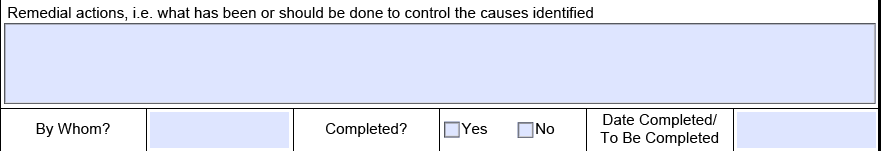 Remedial actions, i.e. what has been or should be done to control the causes identified
By Whom?
Completed?
Yes
No
Date Completed/
To Be Completed